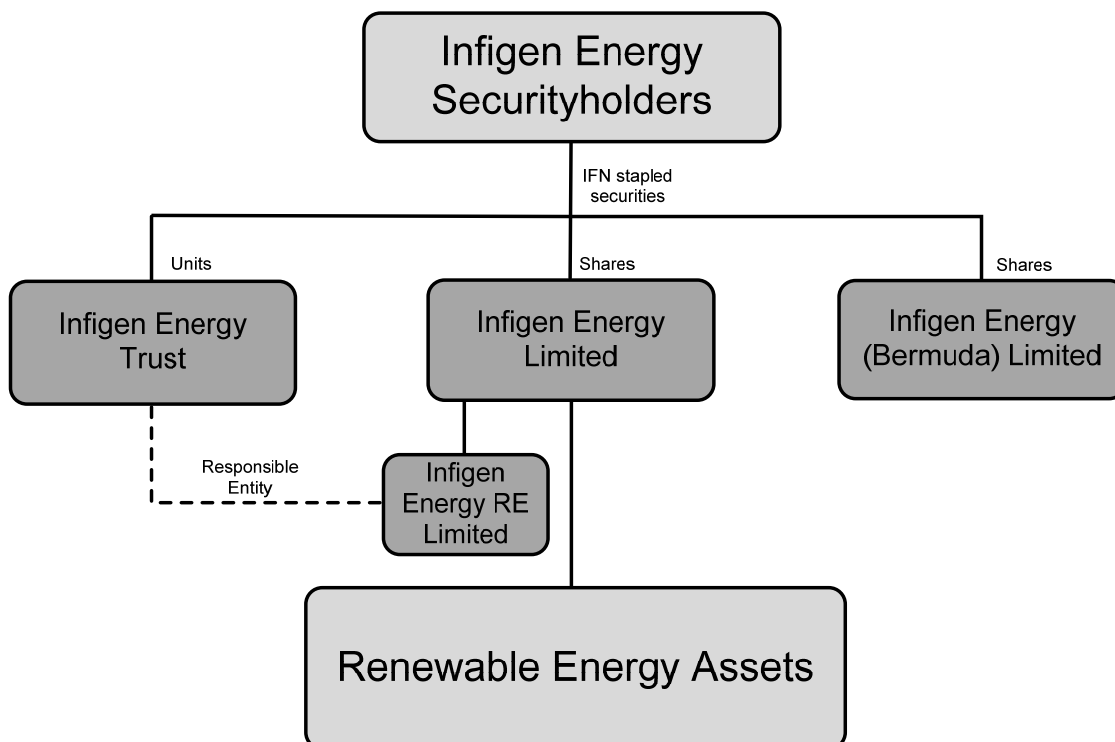 Infigen Energy
Securityholders
IFN stapled
securities
Units
Shares
Shares
Infigen Energy
Trust
Infigen Energy
Limited
Infigen Energy
(Bermuda) Limited
Responsible
Entity
Infigen
Energy RE
Limited
Renewable Energy Assets